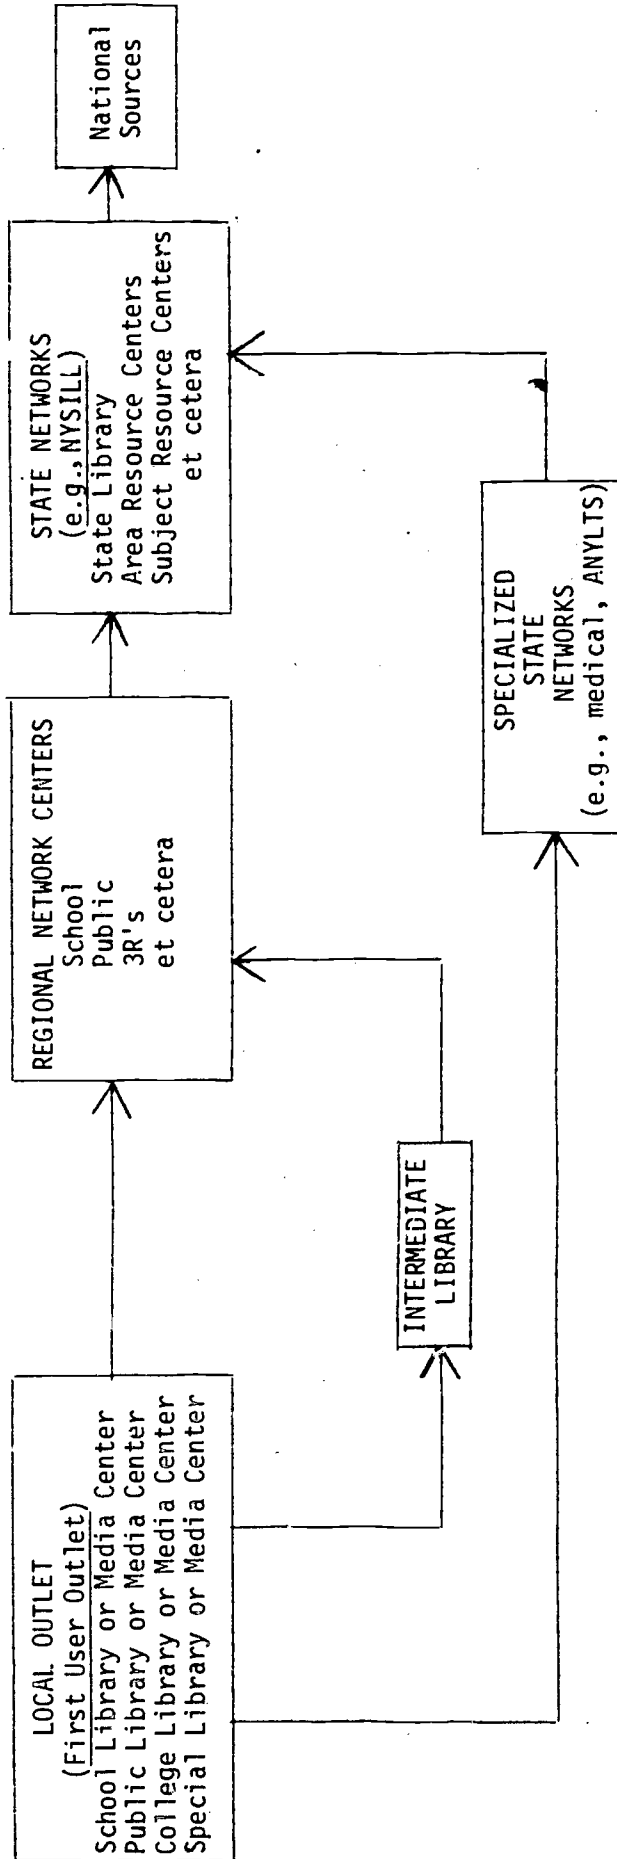 LOCAL OUTLET
(First User Outlet)
School Library or Media Center
Public Library or Media Center
College Library or Media Center
Special Library or Media Center
INTERMEDIATE
LIBRARY
REGIONAL NETWORK CENTERS
School
Public
3R's
et cetera
SPECIALIZED
STATE
NETWORKS
(e.g., medical, ANYLTS)
STATE NETWORKS
(e.g., NYSILL)
State Library
Area Resource Centers
Subject Resource Centers
et cetera
National
Sources